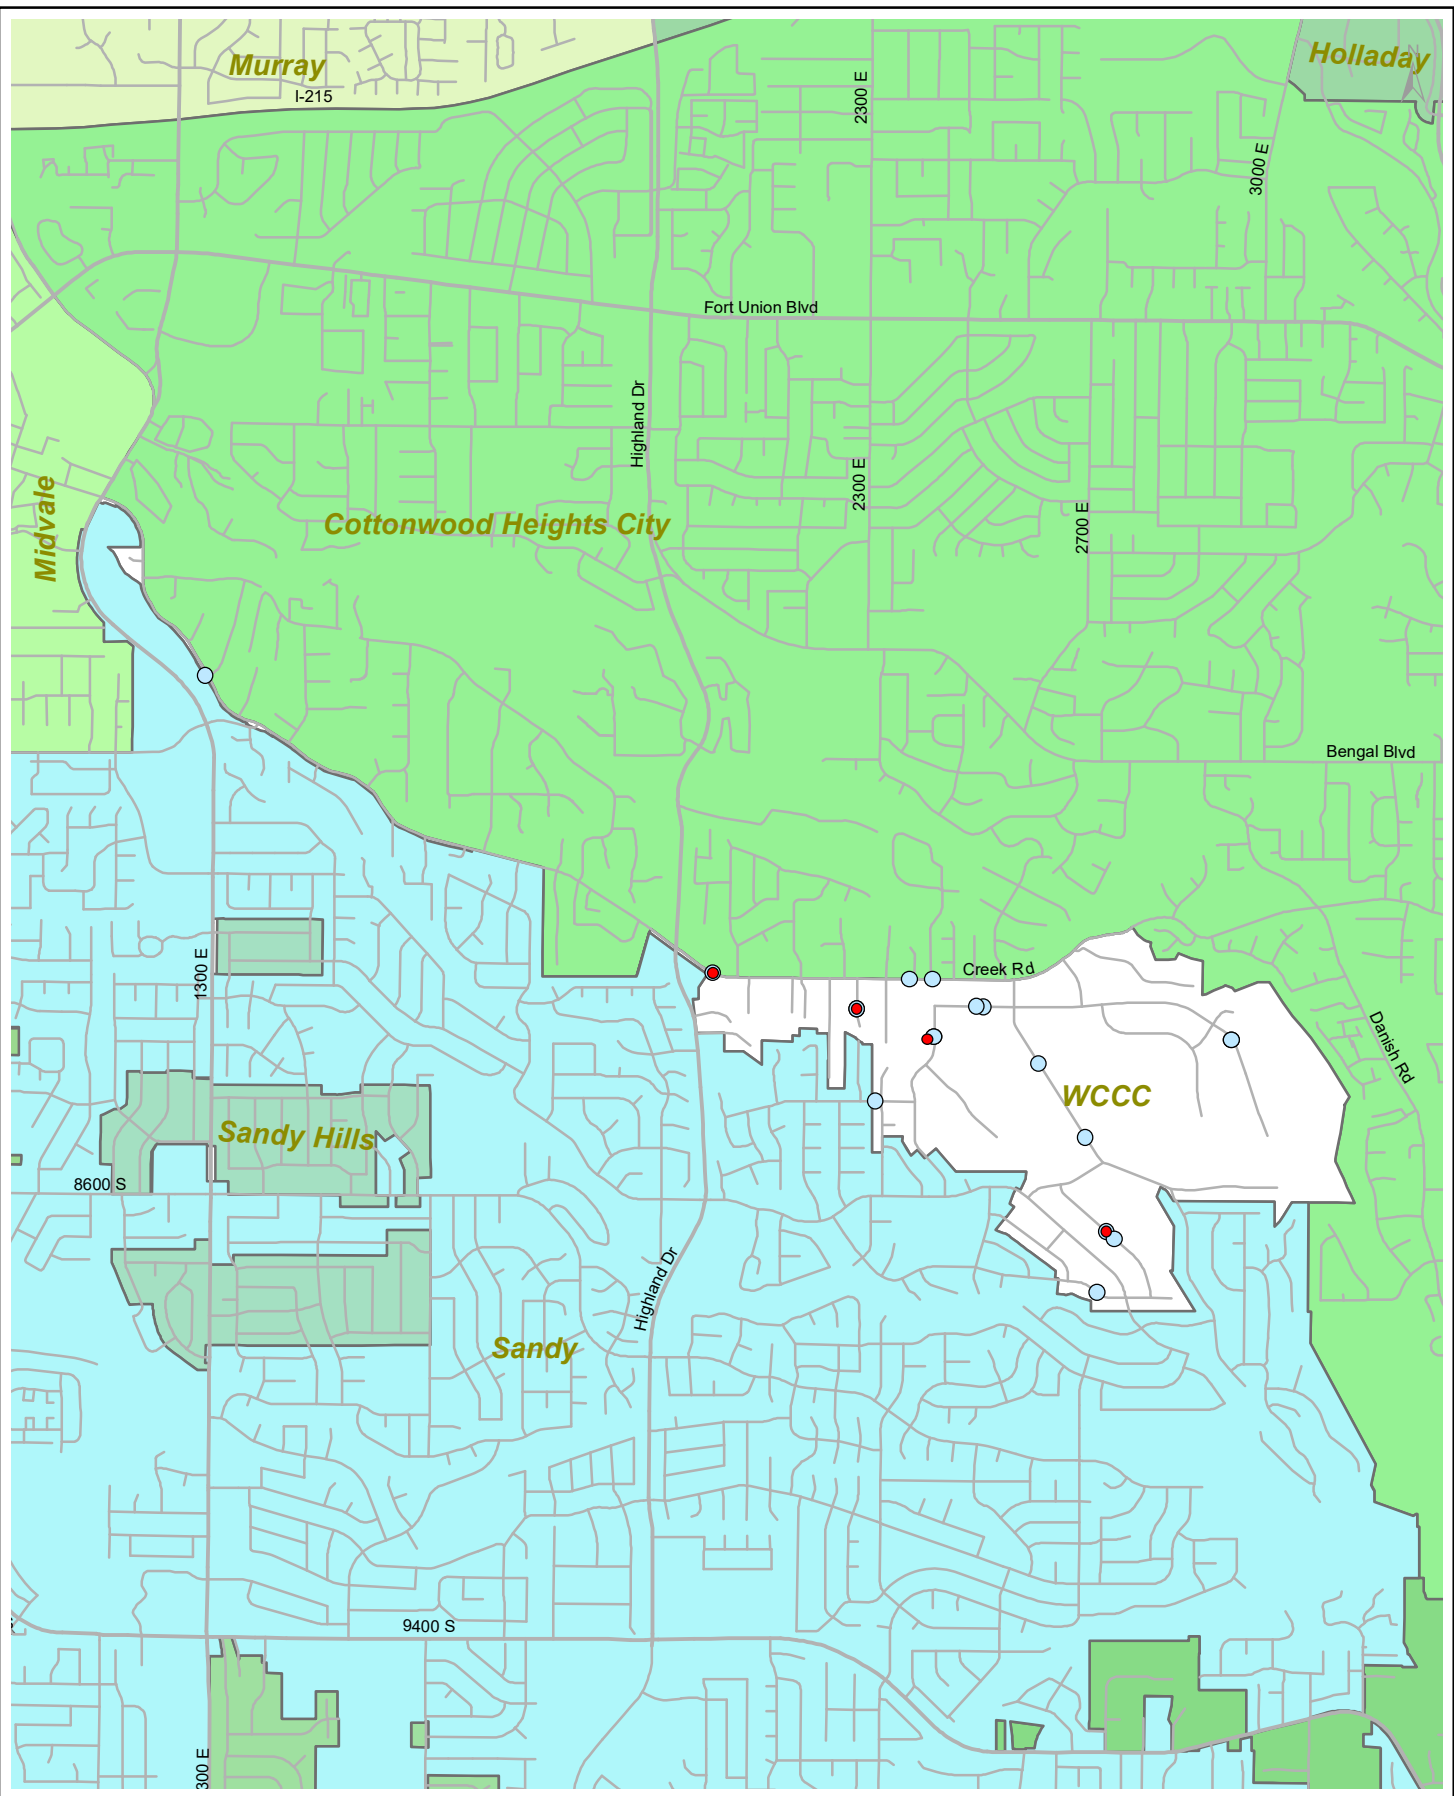 Murray
Holladay
I-215
2300 E
3000 E
Fort Union Blvd
Highland Dr
2300 E
Midvale
Cottonwood Heights City
2700 E
Bengal Blvd
1300 E
Creek Rd
Danish Rd
WCCC
Sandy Hills
8600 S
Highland Dr
Sandy
9400 S
300 E